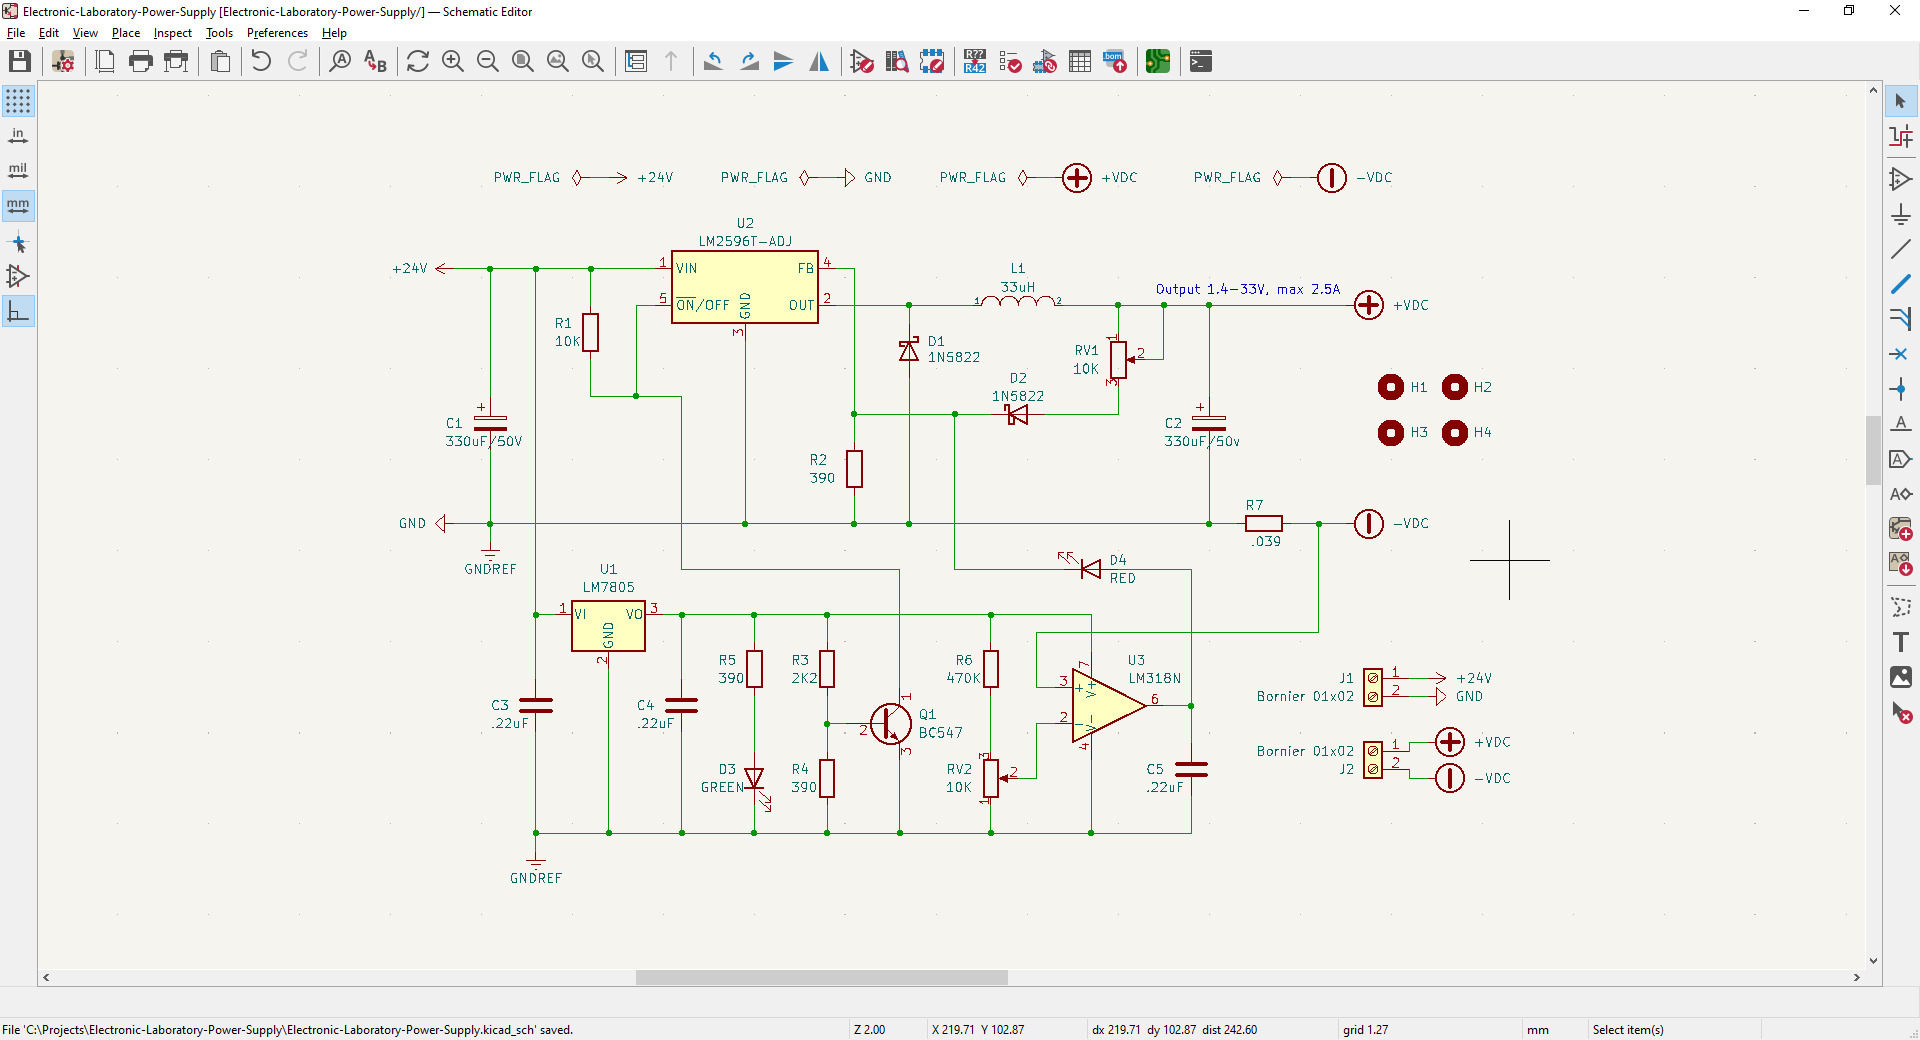 Electronic-Laboratory-Power-Supply [Electronic-Laboratory-Power-Supply/] — Schematic Editor
File Edit View Place Inspect Tools Preferences Help
A
A B
R??
R42
bom
in
mil
mm
PWR_FLAG +24V
PWR_FLAG GND
PWR_FLAG +VDC
PWR_FLAG -VDC
U2
LM2596T-ADJ
+24V
1 VIN FB 4
5 ON/OFF GND OUT 2
3
R1
10K
L1
33uH
1 2
Output 1.4-33V, max 2.5A
+VDC
D1
1N5822
RV1
10K
1 2 3
D2
1N5822
H1 H2
H3 H4
+
C1
330uF/50V
+
C2
330uF/50v
R2
390
GND
GNDREF
R7
.039
-VDC
U1
LM7805
1 VI VO 3
GND
2
D4
RED
R5
390
R3
2K2
R6
470K
U3
LM318N
7
3 + V+
2 - V-
6
4
C3
.22uF
C4
.22uF
1
2
3
Q1
BC547
D3
GREEN
R4
390
RV2
10K
3 2 1
C5
.22uF
GNDREF
J1
Bornier 01x02
1 +24V
2 GND
Bornier 01x02
J2
1 +VDC
2 -VDC
A
A
A
A
T
File 'C:\Projects\Electronic-Laboratory-Power-Supply\Electronic-Laboratory-Power-Supply.kicad_sch' saved.
Z 2.00
X 219.71 Y 102.87
dx 219.71 dy 102.87 dist 242.60
grid 1.27
mm
Select item(s)